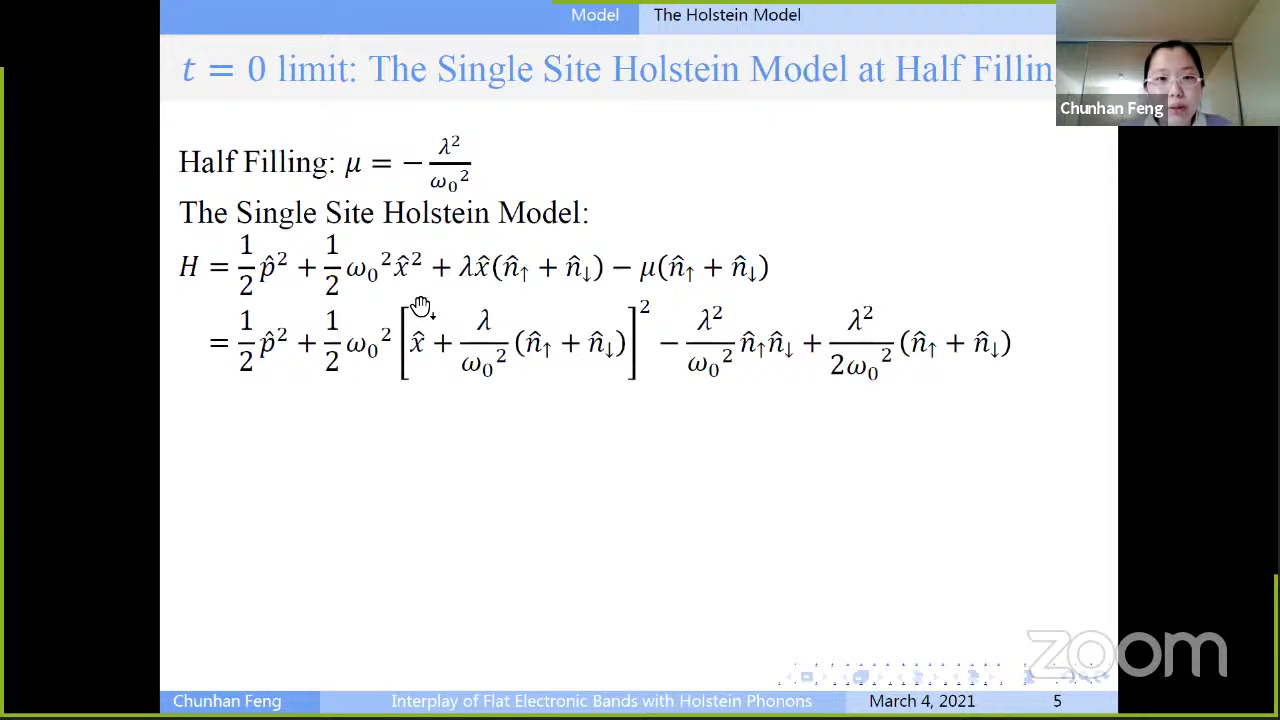 Model The Holstein Model
t = 0 limit: The Single Site Holstein Model at Half Fillin
Chunhan Feng
Half Filling: μ = − λ² / ω₀²
The Single Site Holstein Model:
H = 1/2 p̂² + 1/2 ω₀² x̂² + λx̂(n̂↑ + n̂↓) − μ(n̂↑ + n̂↓)
= 1/2 p̂² + 1/2 ω₀² [x̂ + λ/ω₀² (n̂↑ + n̂↓)]² − λ²/ω₀² n̂↑n̂↓ + λ²/2ω₀² (n̂↑ + n̂↓)
zoom
Chunhan Feng Interplay of Flat Electronic Bands with Holstein Phonons March 4, 2021 5